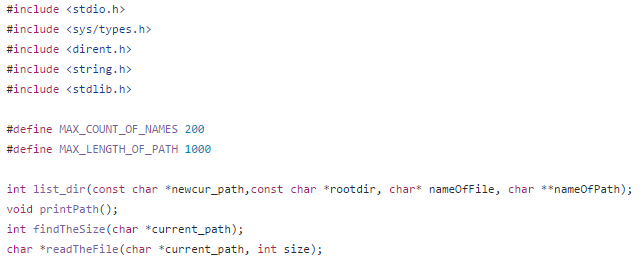 #include <stdio.h>
#include <sys/types.h>
#include <dirent.h>
#include <string.h>
#include <stdlib.h>
#define MAX_COUNT_OF_NAMES 200
#define MAX_LENGTH_OF_PATH 1000
int list_dir(const char *newcur_path,const char *rootdir, char* nameOfFile, char **nameOfPath);
void printPath();
int findTheSize(char *current_path);
char *readTheFile(char *current_path, int size);